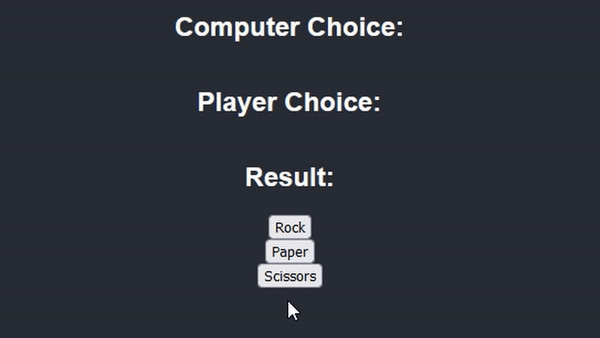 Computer Choice:
Player Choice:
Result:
Rock
Paper
Scissors